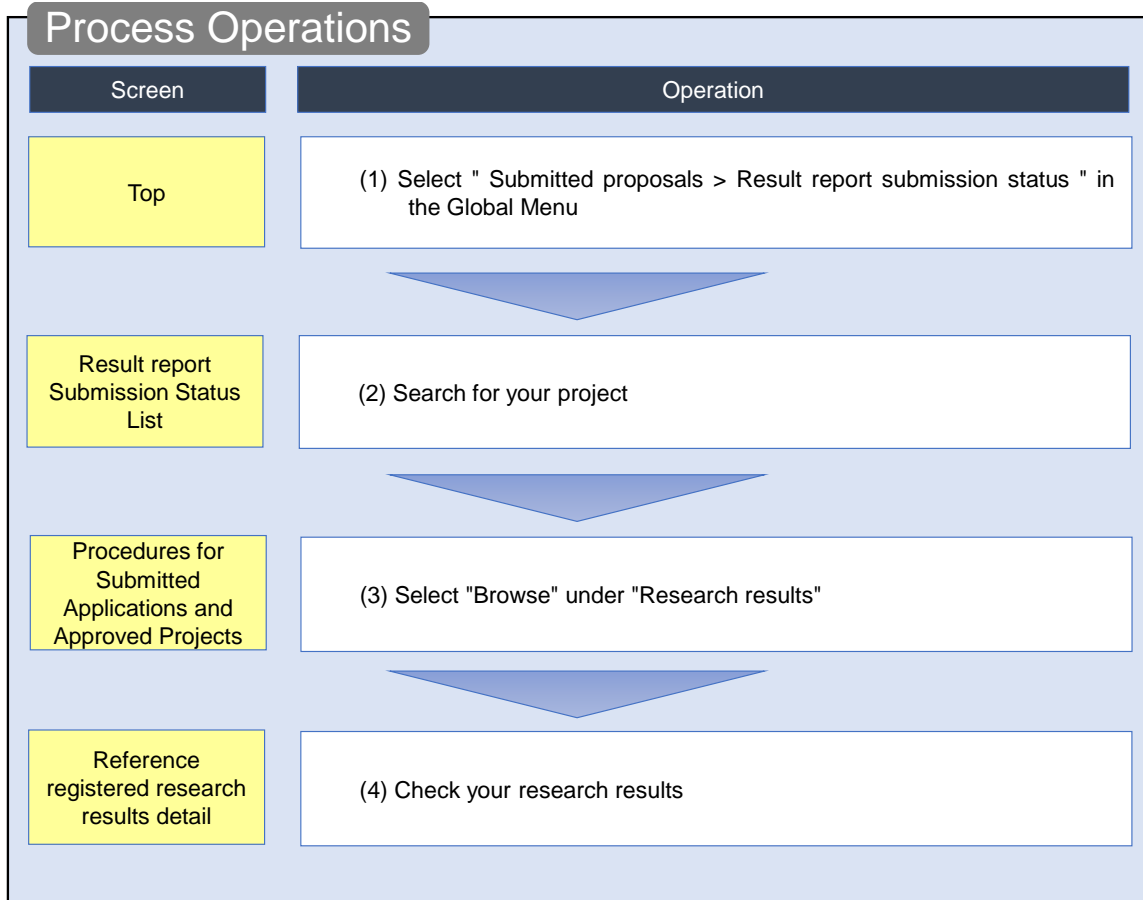 Process Operations
Screen
Operation
Top
(1) Select " Submitted proposals > Result report submission status " in
the Global Menu
Result report
Submission Status
List
(2) Search for your project
Procedures for
Submitted
Applications and
Approved Projects
(3) Select "Browse" under "Research results"
Reference
registered research
results detail
(4) Check your research results